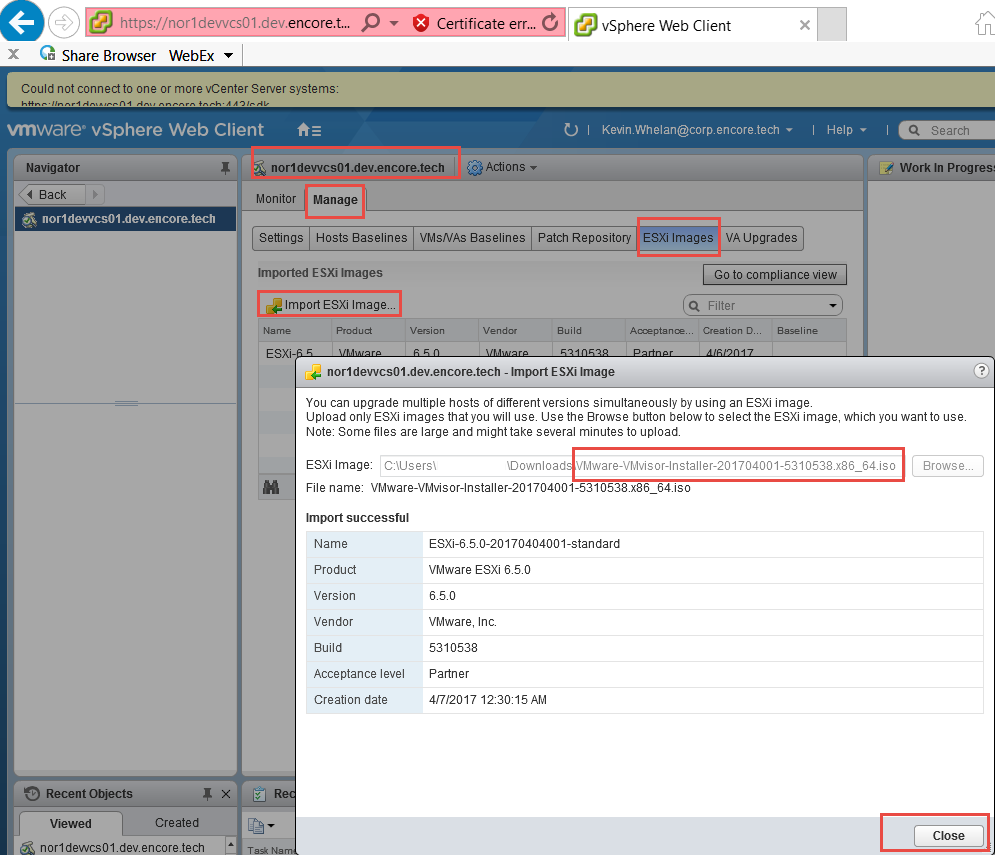 https://nor1devvcs01.dev.encore.t...
Certificate err...
vSphere Web Client
Share Browser
WebEx
Could not connect to one or more vCenter Server systems:
https://nor1devvcs01.dev.encore.tech:443/sdk
vmware® vSphere Web Client
Kevin.Whelan@corp.encore.tech
Help
Search
Navigator
nor1devvcs01.dev.encore.tech
Actions
Work In Progress
Back
Monitor
Manage
nor1devvcs01.dev.encore.tech
Settings
Hosts Baselines
VMs/VAs Baselines
Patch Repository
ESXi Images
VA Upgrades
Imported ESXi Images
Go to compliance view
Import ESXi Image...
Filter
Name
Product
Version
Vendor
Build
Acceptance...
Creation D...
Baseline
ESXi-6.5...
VMware
6.5.0
VMware
5310538
Partner
4/6/2017
nor1devvcs01.dev.encore.tech - Import ESXi Image
You can upgrade multiple hosts of different versions simultaneously by using an ESXi image.
Upload only ESXi images that you will use. Use the Browse button below to select the ESXi image, which you want to use.
Note: Some files are large and might take several minutes to upload.
ESXi Image:
C:\Users\ \Downloads\VMware-VMvisor-Installer-201704001-5310538.x86_64.iso
Browse...
File name: VMware-VMvisor-Installer-201704001-5310538.x86_64.iso
Import successful
Name ESXi-6.5.0-20170404001-standard
Product VMware ESXi 6.5.0
Version 6.5.0
Vendor VMware, Inc.
Build 5310538
Acceptance level Partner
Creation date 4/7/2017 12:30:15 AM
Recent Objects
Rec
Viewed
Created
nor1devvcs01.dev.encore.tech
Task Name
Close